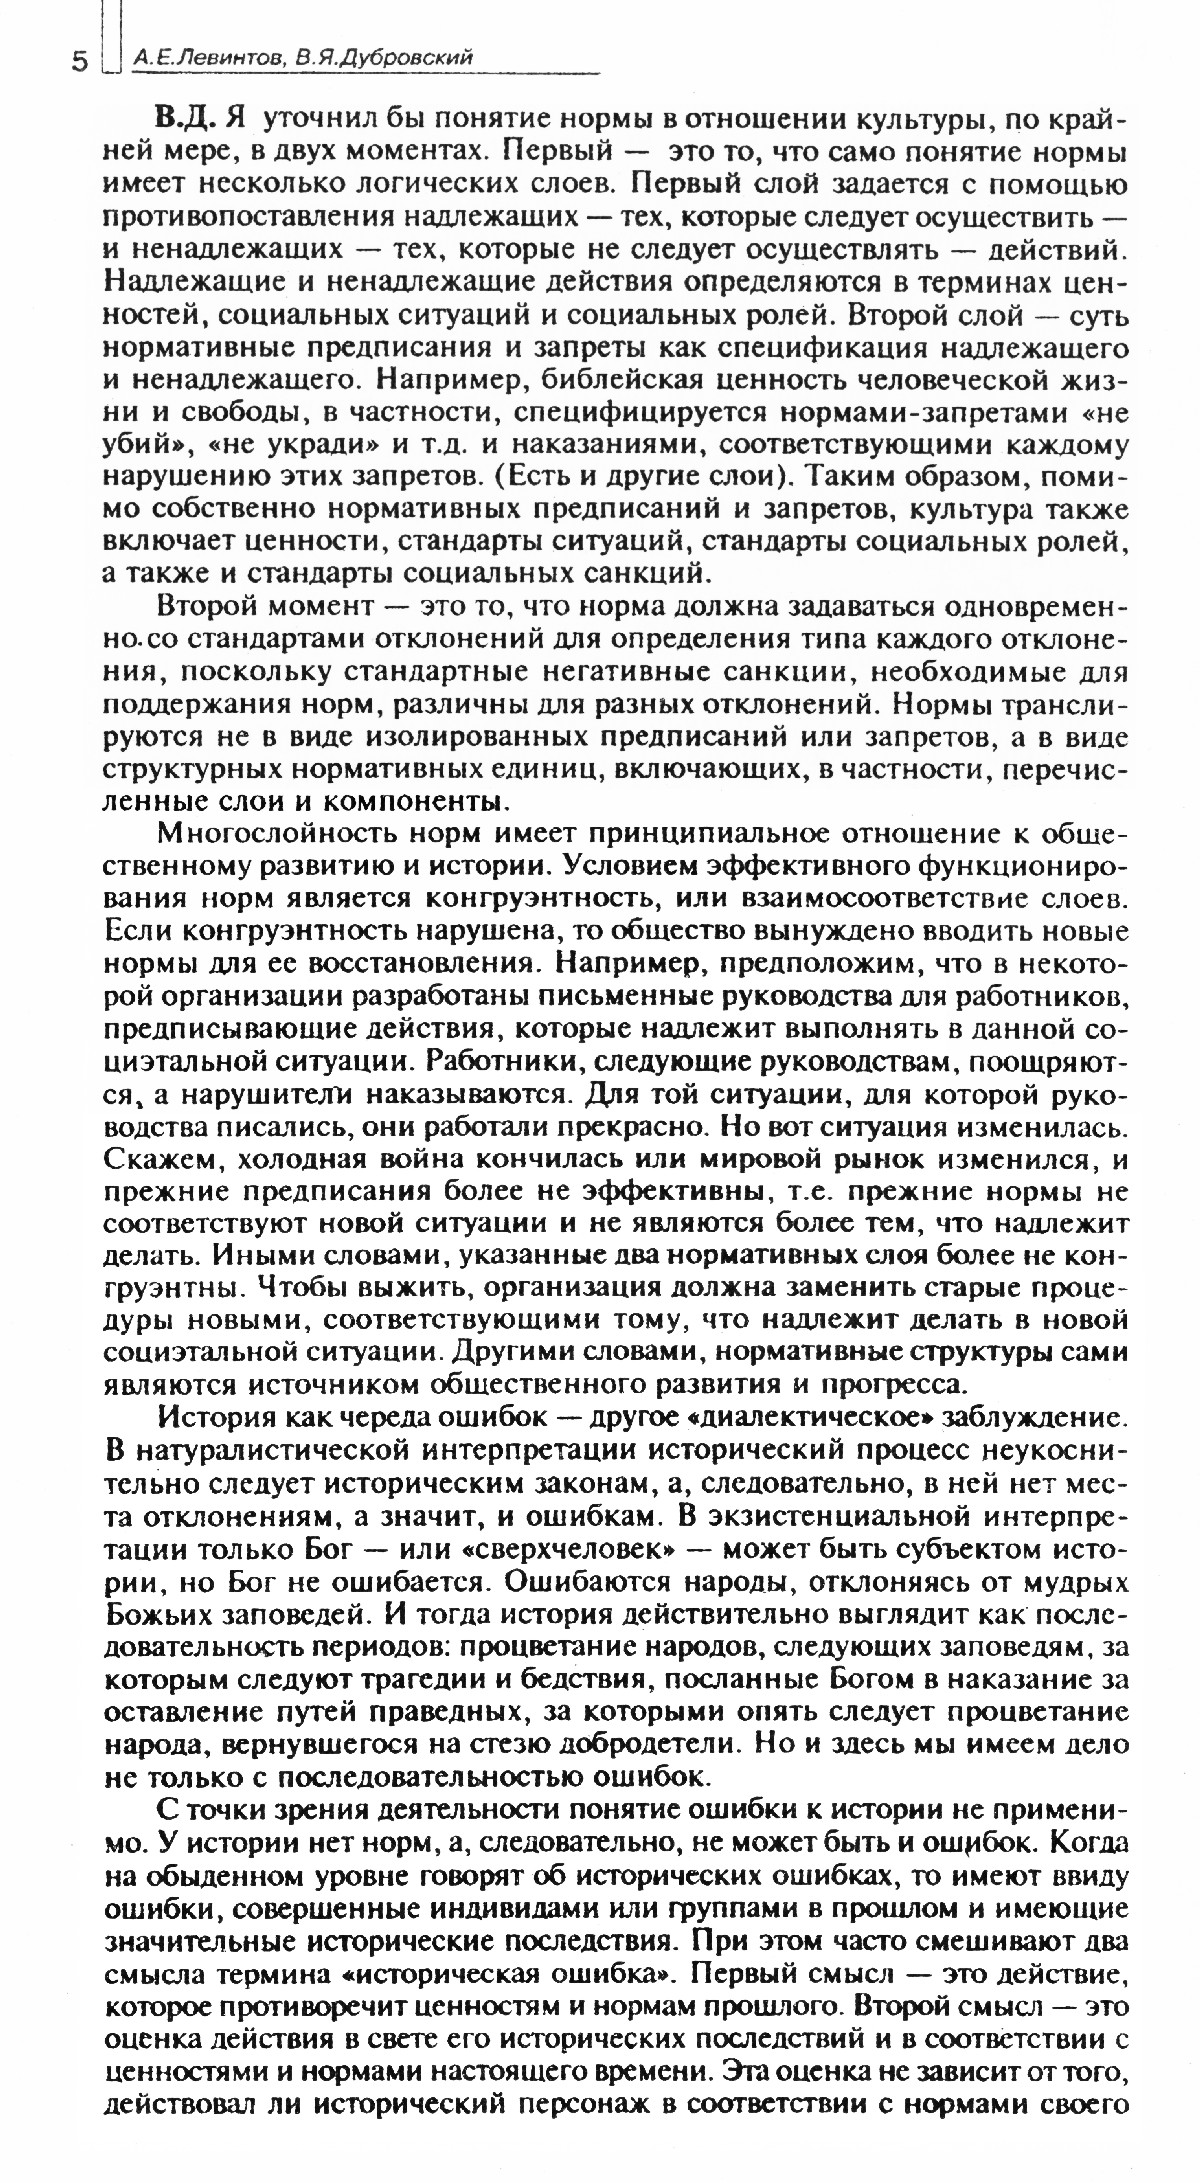 5 А.Е.Левинтов, В.Я.Дубровский
В.Д. Я уточнил бы понятие нормы в отношении культуры, по край-
ней мере, в двух моментах. Первый — это то, что само понятие нормы
имеет несколько логических слоев. Первый слой задается с помощью
противопоставления надлежащих — тех, которые следует осуществить —
и ненадлежащих — тех, которые не следует осуществлять — действий.
Надлежащие и ненадлежащие действия определяются в терминах цен-
ностей, социальных ситуаций и социальных ролей. Второй слой — суть
нормативные предписания и запреты как спецификация надлежащего
и ненадлежащего. Например, библейская ценность человеческой жиз-
ни и свободы, в частности, специфицируется нормами-запретами «не
убий», «не укради» и т.д. и наказаниями, соответствующими каждому
нарушению этих запретов. (Есть и другие слои). Таким образом, поми-
мо собственно нормативных предписаний и запретов, культура также
включает ценности, стандарты ситуаций, стандарты социальных ролей,
а также и стандарты социальных санкций.
Второй момент — это то, что норма должна задаваться одновремен-
но.со стандартами отклонений для определения типа каждого отклоне-
ния, поскольку стандартные негативные санкции, необходимые для
поддержания норм, различны для разных отклонений. Нормы трансли-
руются не в виде изолированных предписаний или запретов, а в виде
структурных нормативных единиц, включающих, в частности, перечис-
ленные слои и компоненты.
Многослойность норм имеет принципиальное отношение к обще-
ственному развитию и истории. Условием эффективного функциониро-
вания норм является конгруэнтность, или взаимосоответствие слоев.
Если конгруэнтность нарушена, то общество вынуждено вводить новые
нормы для ее восстановления. Например, предположим, что в некото-
рой организации разработаны письменные руководства для работников,
предписывающие действия, которые надлежит выполнять в данной со-
циэтальной ситуации. Работники, следующие руководствам, поощряют-
ся, а нарушители наказываются. Для той ситуации, для которой руко-
водства писались, они работали прекрасно. Но вот ситуация изменилась.
Скажем, холодная война кончилась или мировой рынок изменился, и
прежние предписания более не эффективны, т.е. прежние нормы не
соответствуют новой ситуации и не являются более тем, что надлежит
делать. Иными словами, указанные два нормативных слоя более не кон-
груэнтны. Чтобы выжить, организация должна заменить старые проце-
дуры новыми, соответствующими тому, что надлежит делать в новой
социэтальной ситуации. Другими словами, нормативные структуры сами
являются источником общественного развития и прогресса.
История как череда ошибок — другое «диалектическое» заблуждение.
В натуралистической интерпретации исторический процесс неукосни-
тельно следует историческим законам, а, следовательно, в ней нет мес-
та отклонениям, а значит, и ошибкам. В экзистенциальной интерпре-
тации только Бог — или «сверхчеловек» — может быть субъектом исто-
рии, но Бог не ошибается. Ошибаются народы, отклоняясь от мудрых
Божьих заповедей. И тогда история действительно выглядит как после-
довательность периодов: процветание народов, следующих заповедям, за
которым следуют трагедии и бедствия, посланные Богом в наказание за
оставление путей праведных, за которыми опять следует процветание
народа, вернувшегося на стезю добродетели. Но и здесь мы имеем дело
не только с последовательностью ошибок.
С точки зрения деятельности понятие ошибки к истории не примени-
мо. У истории нет норм, а, следовательно, не может быть и ошибок. Когда
на обыденном уровне говорят об исторических ошибках, то имеют ввиду
ошибки, совершенные индивидами или группами в прошлом и имеющие
значительные исторические последствия. При этом часто смешивают два
смысла термина «историческая ошибка». Первый смысл — это действие,
которое противоречит ценностям и нормам прошлого. Второй смысл — это
оценка действия в свете его исторических последствий и в соответствии с
ценностями и нормами настоящего времени. Эта оценка не зависит от того,
действовал ли исторический персонаж в соответствии с нормами своего